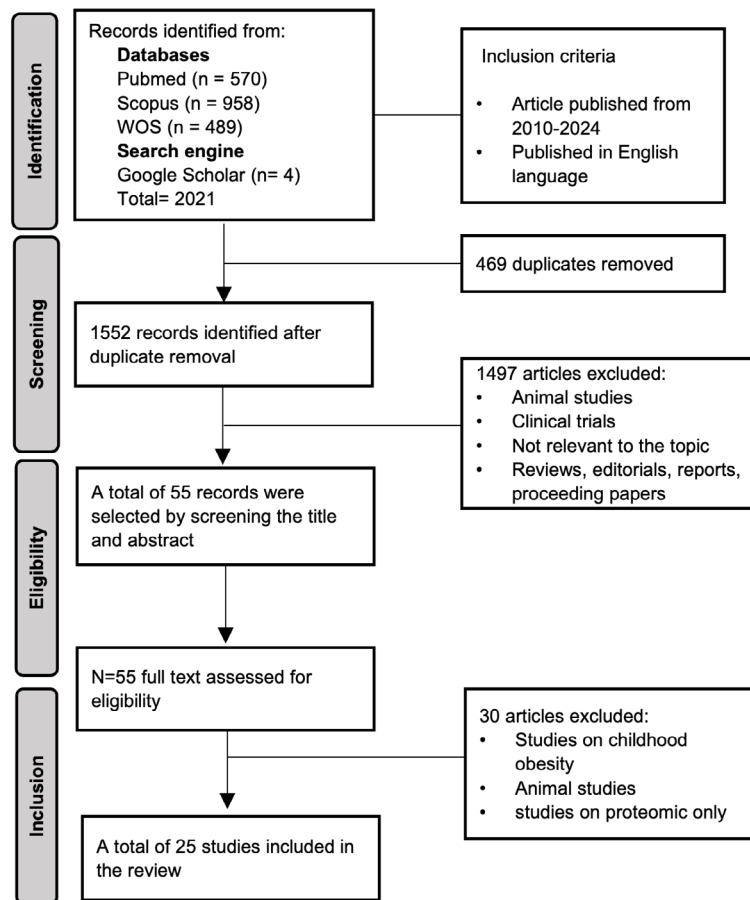 Identification
Records identified from:
Databases
Pubmed (n = 570)
Scopus (n = 958)
WOS (n = 489)
Search engine
Google Scholar (n= 4)
Total= 2021
Inclusion criteria
• Article published from
2010-2024
• Published in English
language
Screening
469 duplicates removed
1552 records identified after
duplicate removal
1497 articles excluded:
• Animal studies
• Clinical trials
• Not relevant to the topic
• Reviews, editorials, reports,
proceeding papers
Eligibility
A total of 55 records were
selected by screening the title
and abstract
N=55 full text assessed for
eligibility
Inclusion
30 articles excluded:
• Studies on childhood
obesity
• Animal studies
• studies on proteomic only
A total of 25 studies included in
the review